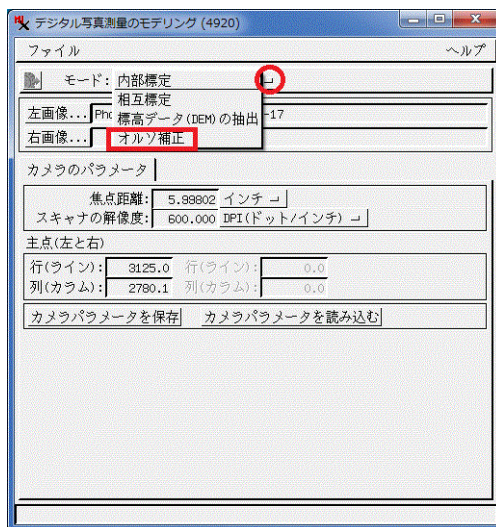 デジタル写真測量のモデリング (4920)
ファイル ヘルプ
モード: 内部標定
相互標定
標高データ(DEM)の抽出
オルソ補正
左画像... -17
右画像...
カメラのパラメータ
焦点距離: 5.99802 インチ
スキャナの解像度: 600.000 DPI(ドット/インチ)
主点(左と右)
行(ライン): 3125.0 行(ライン): 0.0
列(カラム): 2780.1 列(カラム): 0.0
カメラパラメータを保存 カメラパラメータを読み込む